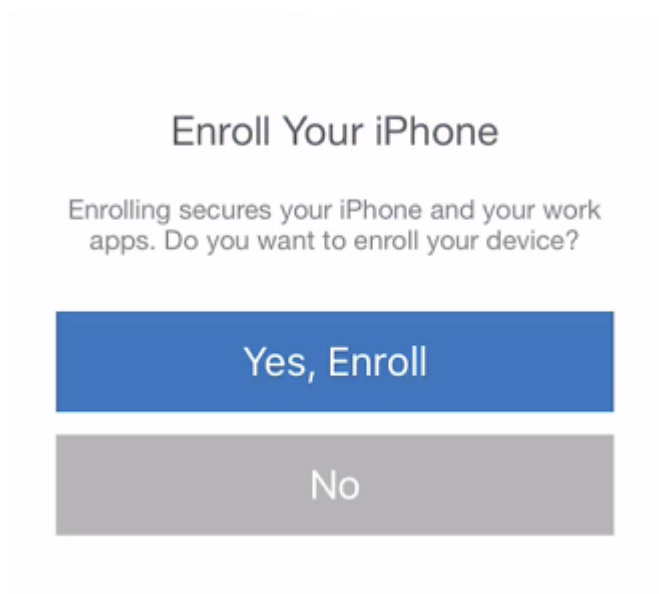 Enroll Your iPhone
Enrolling secures your iPhone and your work
apps. Do you want to enroll your device?
Yes, Enroll
No